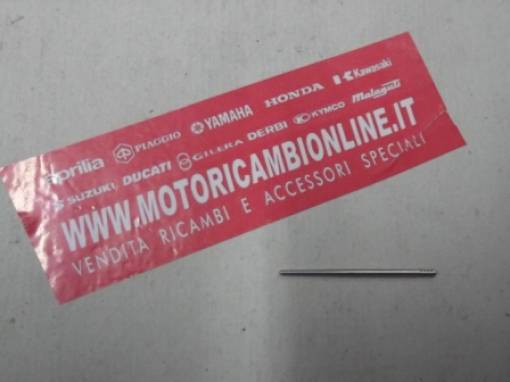 aprilia PIAGGIO YAMAHA HONDA Kawasaki
SUZUKI DUCATI GILERA DERBI KYMCO Malaguti
WWW.MOTORICAMBIONLINE.IT
VENDITA RICAMBI E ACCESSORI SPECIALI